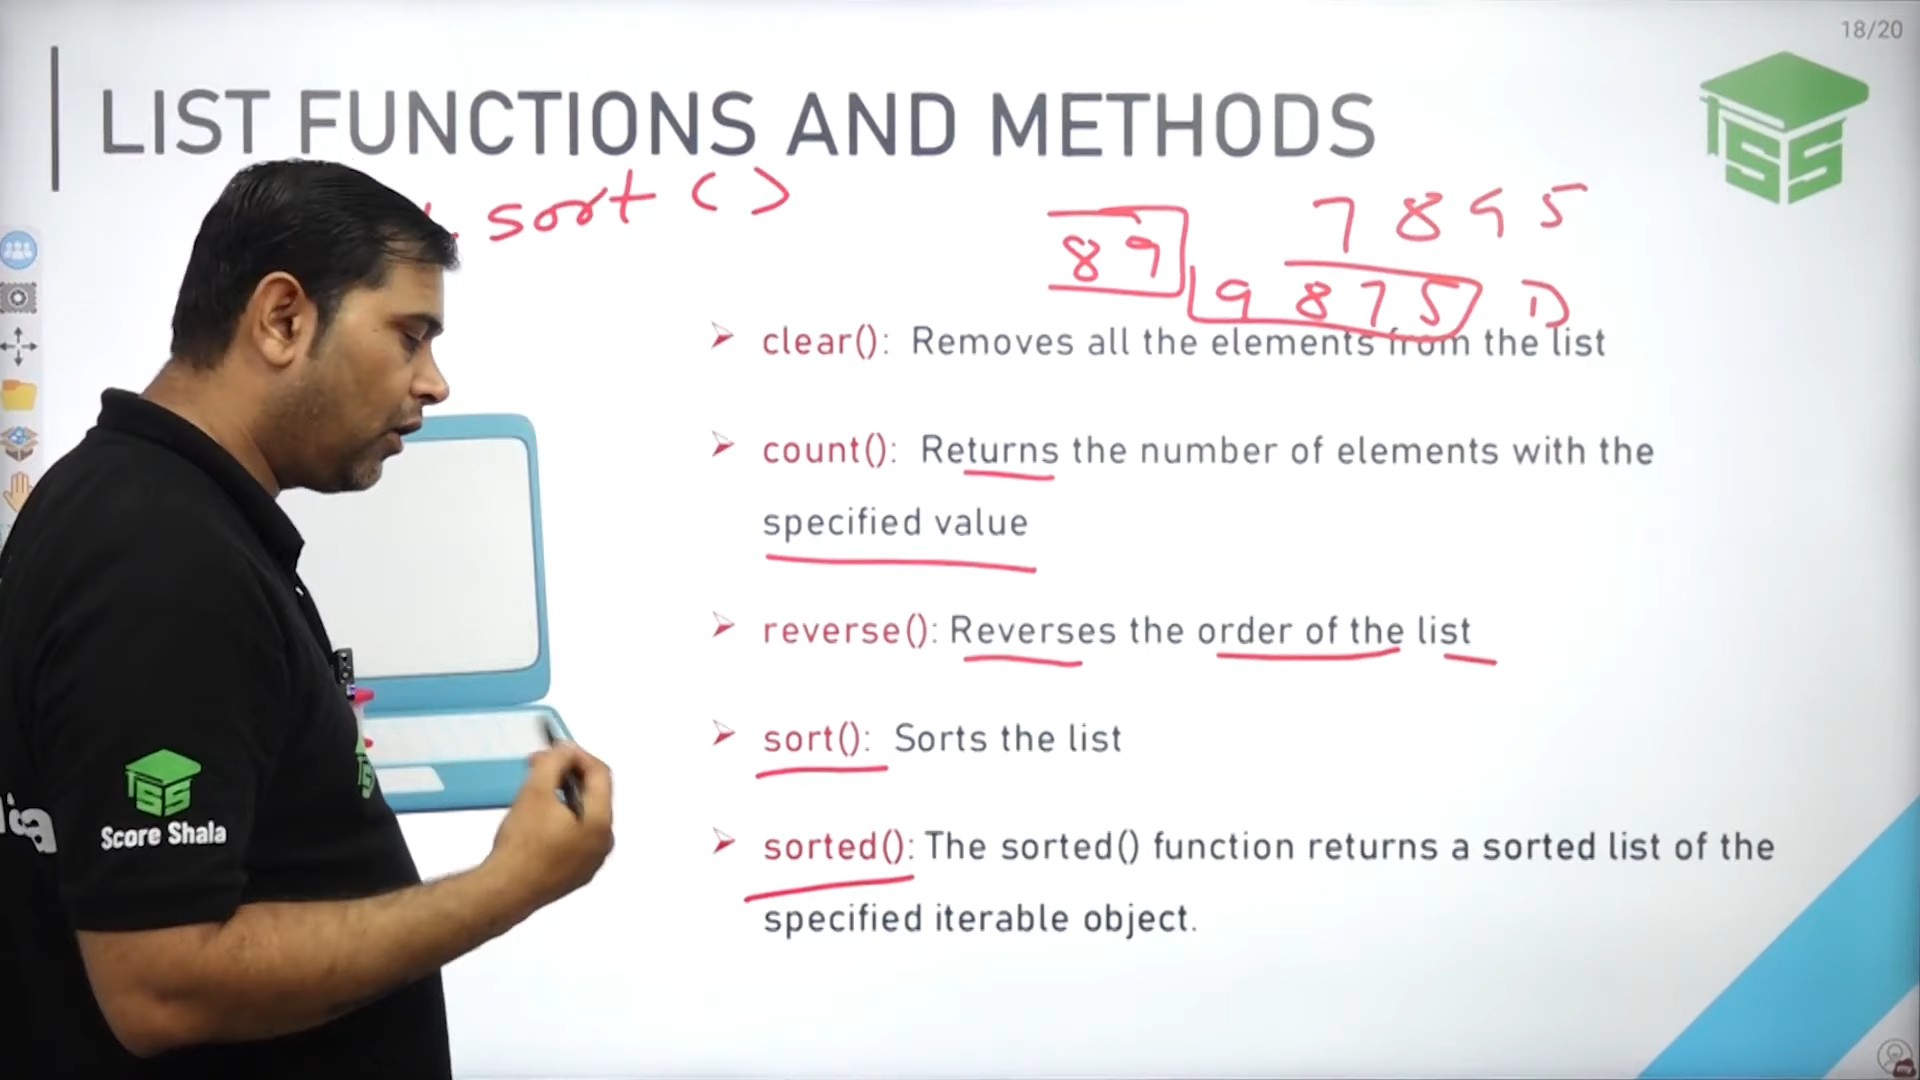 18/20
LIST FUNCTIONS AND METHODS
sort ()
7 8 9 5
8 9
9 8 7 5 D
clear(): Removes all the elements from the list
count(): Returns the number of elements with the
specified value
reverse(): Reverses the order of the list
sort(): Sorts the list
sorted(): The sorted() function returns a sorted list of the
specified iterable object.
SS
SS
Score Shala